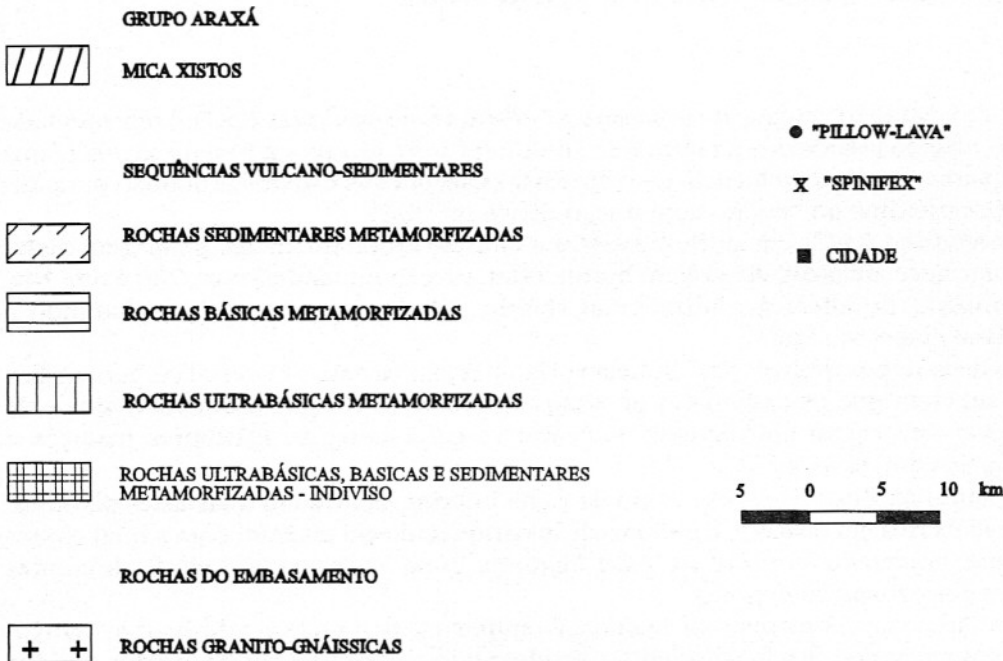 GRUPO ARAXÁ
MICA XISTOS
SEQUÊNCIAS VULCANO-SEDIMENTARES
ROCHAS SEDIMENTARES METAMORFIZADAS
ROCHAS BÁSICAS METAMORFIZADAS
ROCHAS ULTRABÁSICAS METAMORFIZADAS
ROCHAS ULTRABÁSICAS, BASICAS E SEDIMENTARES
METAMORFIZADAS - INDIVISO
ROCHAS DO EMBASAMENTO
ROCHAS GRANITO-GNÁISSICAS
"PILLOW-LAVA"
X "SPINIFEX"
CIDADE
5 0 5 10 km